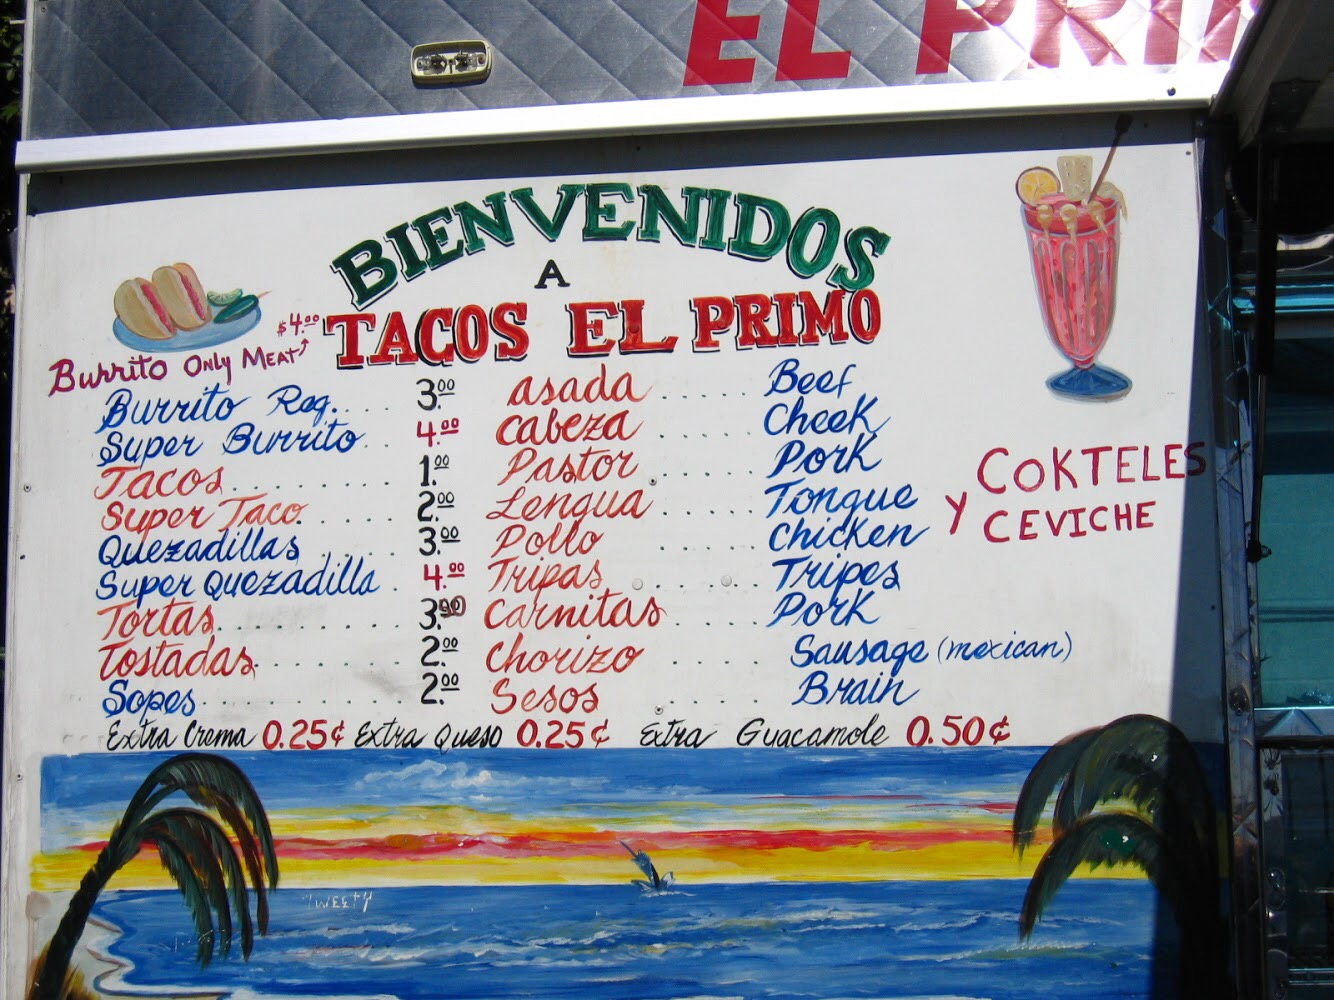 EL PRIM
BIENVENIDOS
A
TACOS EL PRIMO
$4.00
Burrito Only Meat
Burrito Reg. .... 3.00 asada ..... Beef
Super Burrito .. 4.00 Cabeza ..... Cheek
Tacos ........ 1.00 Pastor ...... Pork
Super Taco ..... 2.00 Lengua ..... Tongue
Quezadillas ..... 3.00 Pollo ..... Chicken
Super Quezadilla . 4.00 Tripas ..... Tripes
Tortas ........ 3.00 Carnitas .... Pork
Tostadas ....... 2.00 Chorizo .... Sausage (mexican)
Sopes ........ 2.00 Sesos Brain
Extra Crema 0.25¢ Extra Queso 0.25¢ Extra Guacamole 0.50¢
COKTELES
Y CEVICHE
TWEETY